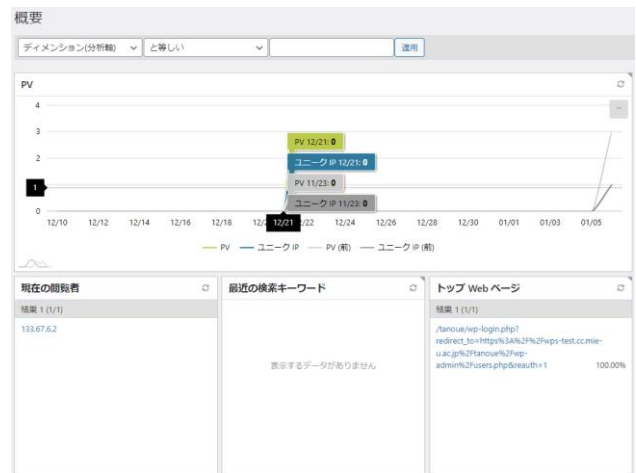 概要
ディメンション(分析軸)
と等しい
適用
PV
4
3
PV 12/21: 0
2
ユニーク IP 12/21: 0
PV 11/23: 0
1
ユニーク IP 11/23: 0
0
12/10 12/12 12/14 12/16 12/18 12/21 12/24 12/26 12/28 12/30 01/01 01/03 01/05
PV ユニーク IP PV (前) ユニーク IP (前)
現在の閲覧者
結果 1 (1/1)
133.67.6.2
最近の検索キーワード
表示するデータがありません
トップ Web ページ
結果 1 (1/1)
/tanoue/wp-login.php?
redirect_to=https%3A%2F%2Fwps-test.cc.mie-
u.ac.jp%2Ftanoue%2Fwp-
admin%2Fusers.php&reauth=1 100.00%